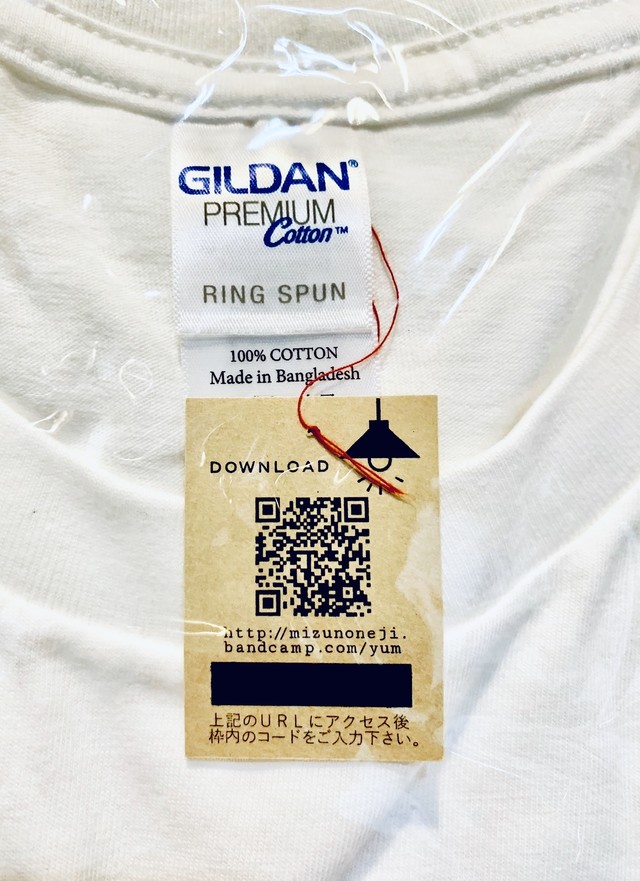 GILDAN®
PREMIUM
Cotton™
RING SPUN
100% COTTON
Made in Bangladesh
DOWNLOAD
http://mizunoneji.
bandcamp.com/yum
上記のURLにアクセス後
枠内のコードをご入力下さい。